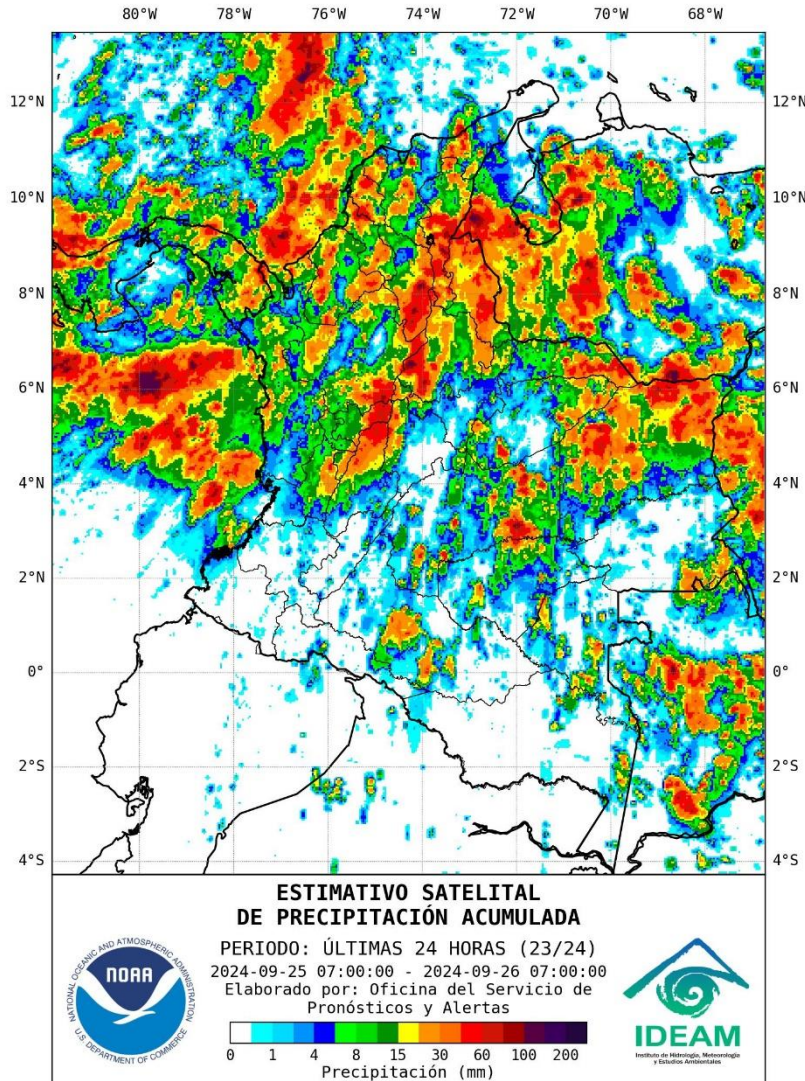 80°W 78°W 76°W 74°W 72°W 70°W 68°W
12°N 12°N
10°N 10°N
8°N 8°N
6°N 6°N
4°N 4°N
2°N 2°N
0° 0°
2°S 2°S
4°S 4°S
ESTIMATIVO SATELITAL
DE PRECIPITACIÓN ACUMULADA
PERIODO: ÚLTIMAS 24 HORAS (23/24)
2024-09-25 07:00:00 - 2024-09-26 07:00:00
Elaborado por: Oficina del Servicio de
Pronósticos y Alertas
0 1 4 8 15 30 60 100 200
Precipitación (mm)
NATIONAL OCEANIC AND ATMOSPHERIC ADMINISTRATION
NOAA
U.S. DEPARTMENT OF COMMERCE
IDEAM
Instituto de Hidrología, Meteorología
y Estudios Ambientales